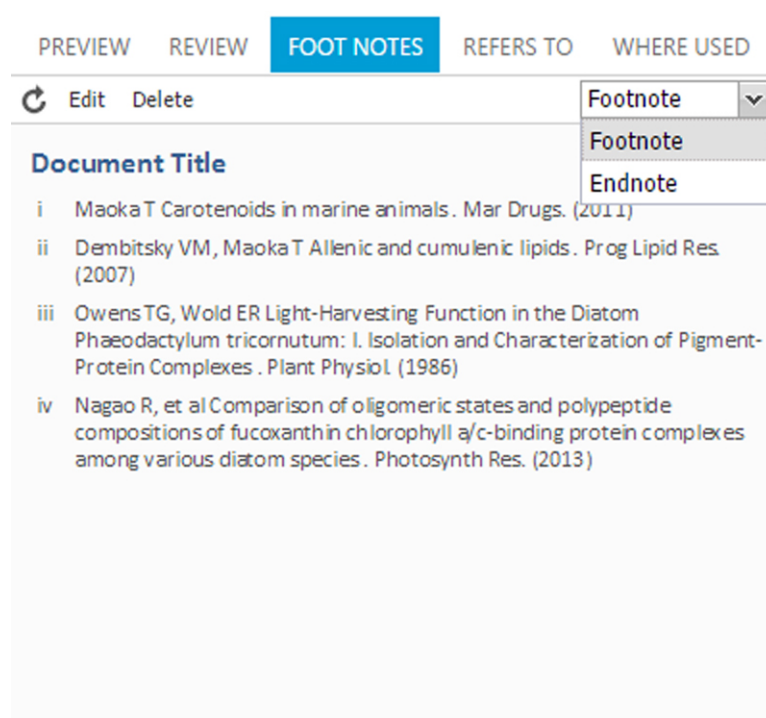 PREVIEW REVIEW FOOT NOTES REFERS TO WHERE USED
Edit Delete Footnote
Footnote
Endnote
Document Title
i Maoka T Carotenoids in marine animals . Mar Drugs. (2011)
ii Dembitsky VM, Maoka T Allenic and cumulenic lipids . Prog Lipid Res.
(2007)
iii Owens TG, Wold ER Light-Harvesting Function in the Diatom
Phaeodactylum tricornutum: I. Isolation and Characterization of Pigment-
Protein Complexes . Plant Physiol. (1986)
iv Nagao R, et al Comparison of oligomeric states and polypeptide
compositions of fucoxanthin chlorophyll a/c-binding protein complexes
among various diatom species . Photosynth Res. (2013)